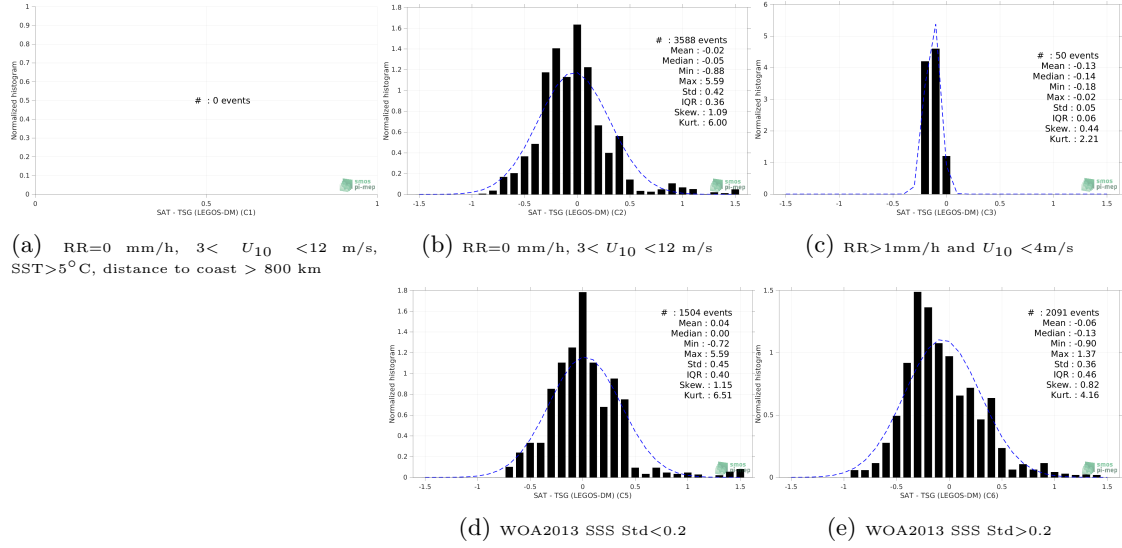 1
0.9
0.8
0.7
0.6
0.5
0.4
0.3
0.2
0.1
0
Normalized histogram
# : 0 events
0
0.5
1
SAT - TSG (LEGOS-DM) (C1)
smos
pi-mep
(a) RR=0 mm/h, 3< U10 <12 m/s,
SST>5°C, distance to coast > 800 km
1.8
1.6
1.4
1.2
1
0.8
0.6
0.4
0.2
0
Normalized histogram
# : 3588 events
Mean : -0.02
Median : -0.05
Min : -0.88
Max : 5.59
Std : 0.42
IQR : 0.36
Skew. : 1.09
Kurt. : 6.00
-1.5 -1 -0.5 0 0.5 1 1.5
SAT - TSG (LEGOS-DM) (C2)
smos
pi-mep
(b) RR=0 mm/h, 3< U10 <12 m/s
6
5
4
3
2
1
0
Normalized histogram
# : 50 events
Mean : -0.13
Median : -0.14
Min : -0.18
Max : -0.02
Std : 0.05
IQR : 0.06
Skew. : 0.44
Kurt. : 2.21
-1.5 -1 -0.5 0 0.5 1 1.5
SAT - TSG (LEGOS-DM) (C3)
smos
pi-mep
(c) RR>1mm/h and U10 <4m/s
1.8
1.6
1.4
1.2
1
0.8
0.6
0.4
0.2
0
Normalized histogram
# : 1504 events
Mean : 0.04
Median : 0.00
Min : -0.72
Max : 5.59
Std : 0.45
IQR : 0.40
Skew. : 1.15
Kurt. : 6.51
-1.5 -1 -0.5 0 0.5 1 1.5
SAT - TSG (LEGOS-DM) (C5)
smos
pi-mep
(d) WOA2013 SSS Std<0.2
1.5
1
0.5
0
Normalized histogram
# : 2091 events
Mean : -0.06
Median : -0.13
Min : -0.90
Max : 1.37
Std : 0.36
IQR : 0.46
Skew. : 0.82
Kurt. : 4.16
-1.5 -1 -0.5 0 0.5 1 1.5
SAT - TSG (LEGOS-DM) (C6)
smos
pi-mep
(e) WOA2013 SSS Std>0.2